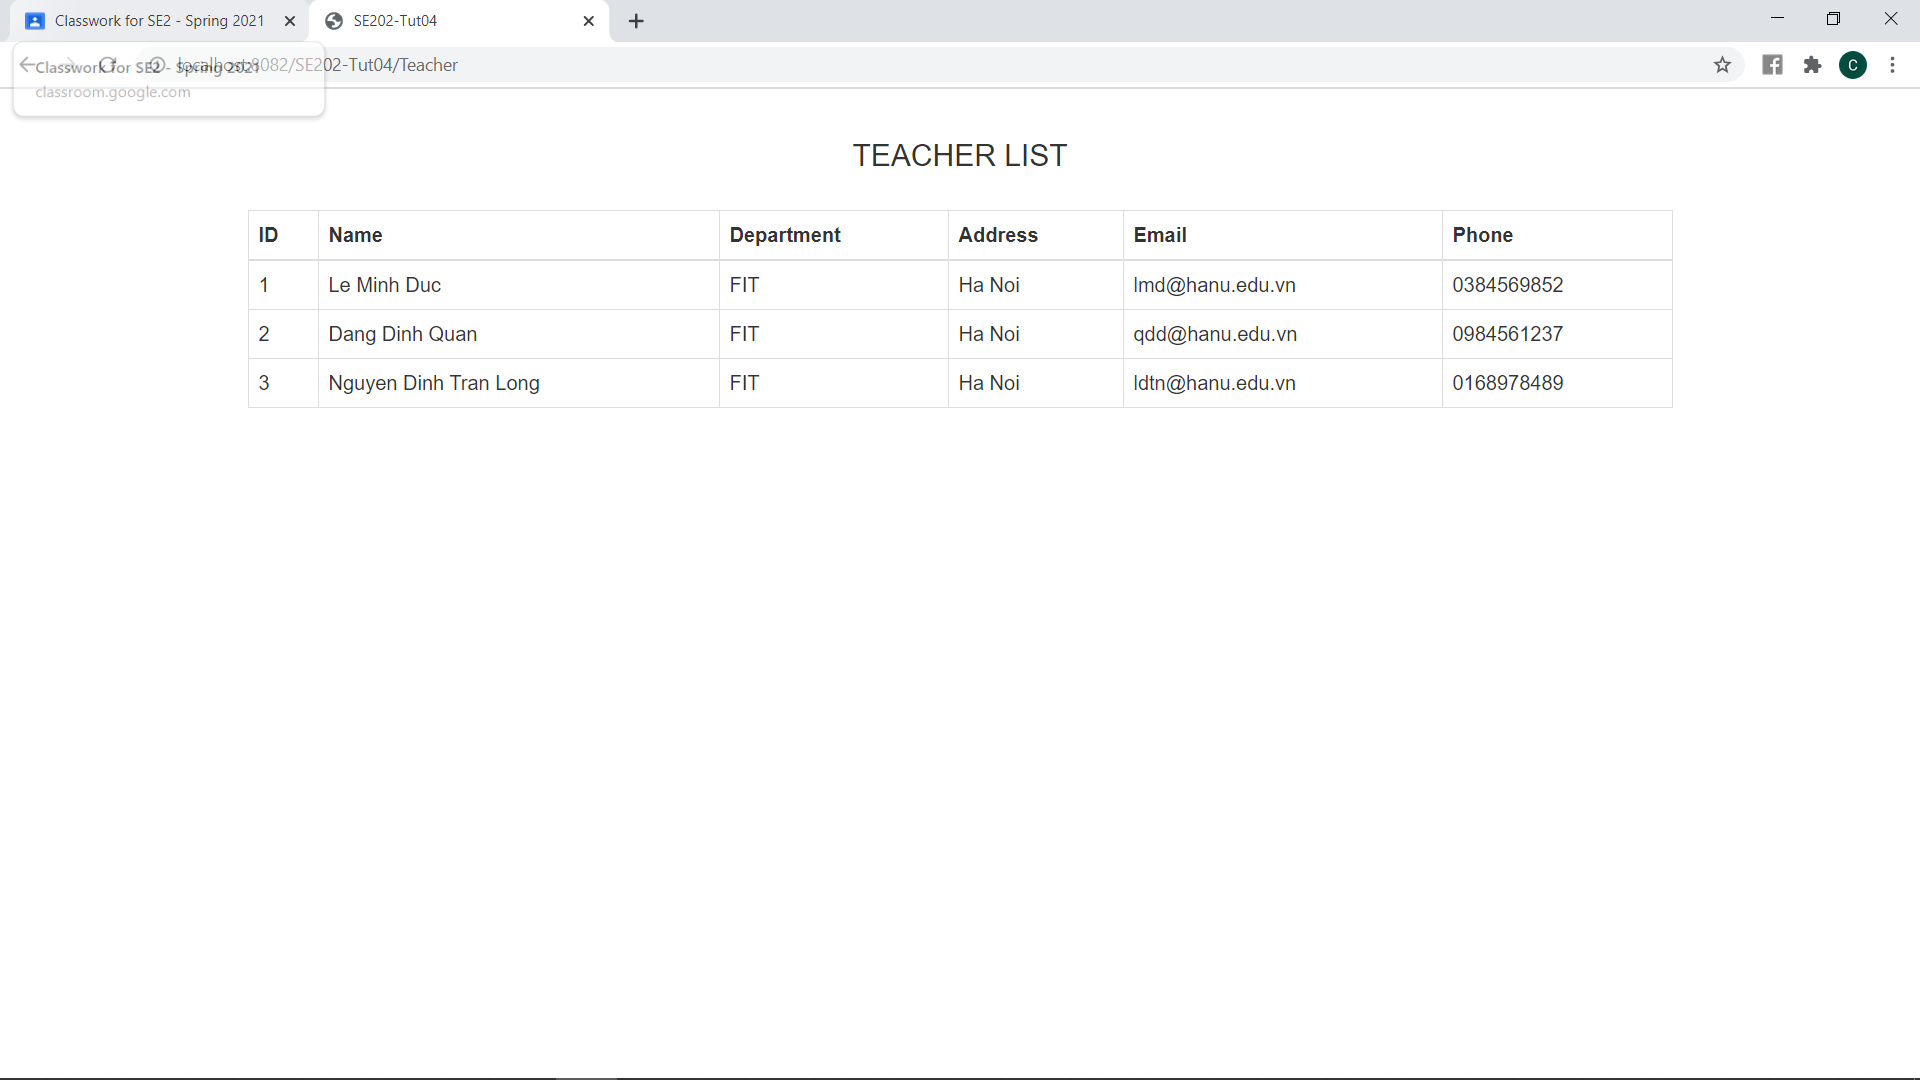 Classwork for SE2 - Spring 2021 SE202-Tut04
localhost:8082/SE202-Tut04/Teacher C
Classwork for SE2 - Spring 2021
classroom.google.com
TEACHER LIST
ID Name Department Address Email Phone
1 Le Minh Duc FIT Ha Noi lmd@hanu.edu.vn 0384569852
2 Dang Dinh Quan FIT Ha Noi qdd@hanu.edu.vn 0984561237
3 Nguyen Dinh Tran Long FIT Ha Noi ldtn@hanu.edu.vn 0168978489